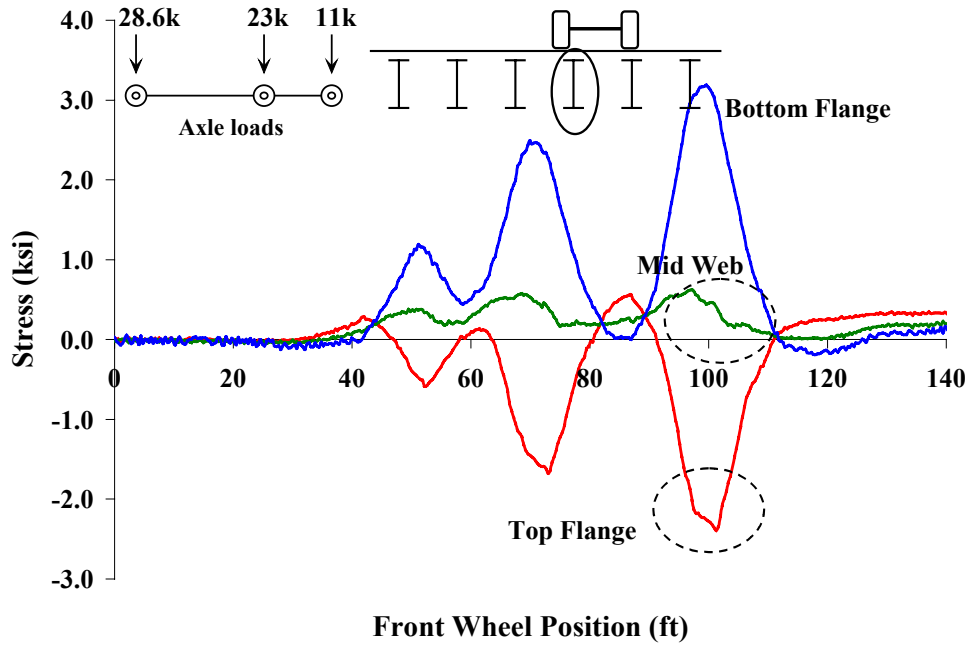 28.6k 23k 11k
Axle loads
4.0
3.0
2.0
1.0
0.0
-1.0
-2.0
-3.0
Stress (ksi)
Bottom Flange
Mid Web
Top Flange
0 20 40 60 80 100 120 140
Front Wheel Position (ft)